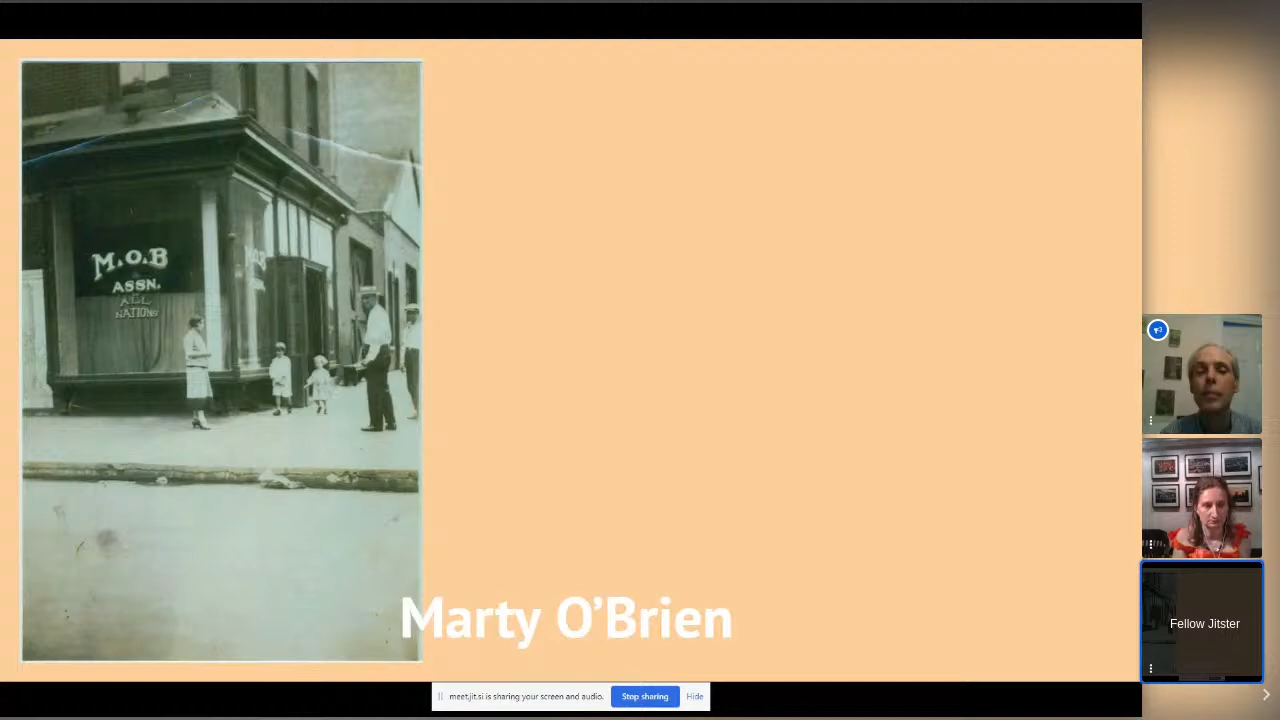 M.O.B
ASSN.
ALL
NATIONS
Marty O’Brien
Fellow Jitster
meet.jit.si is sharing your screen and audio.
Stop sharing
Hide